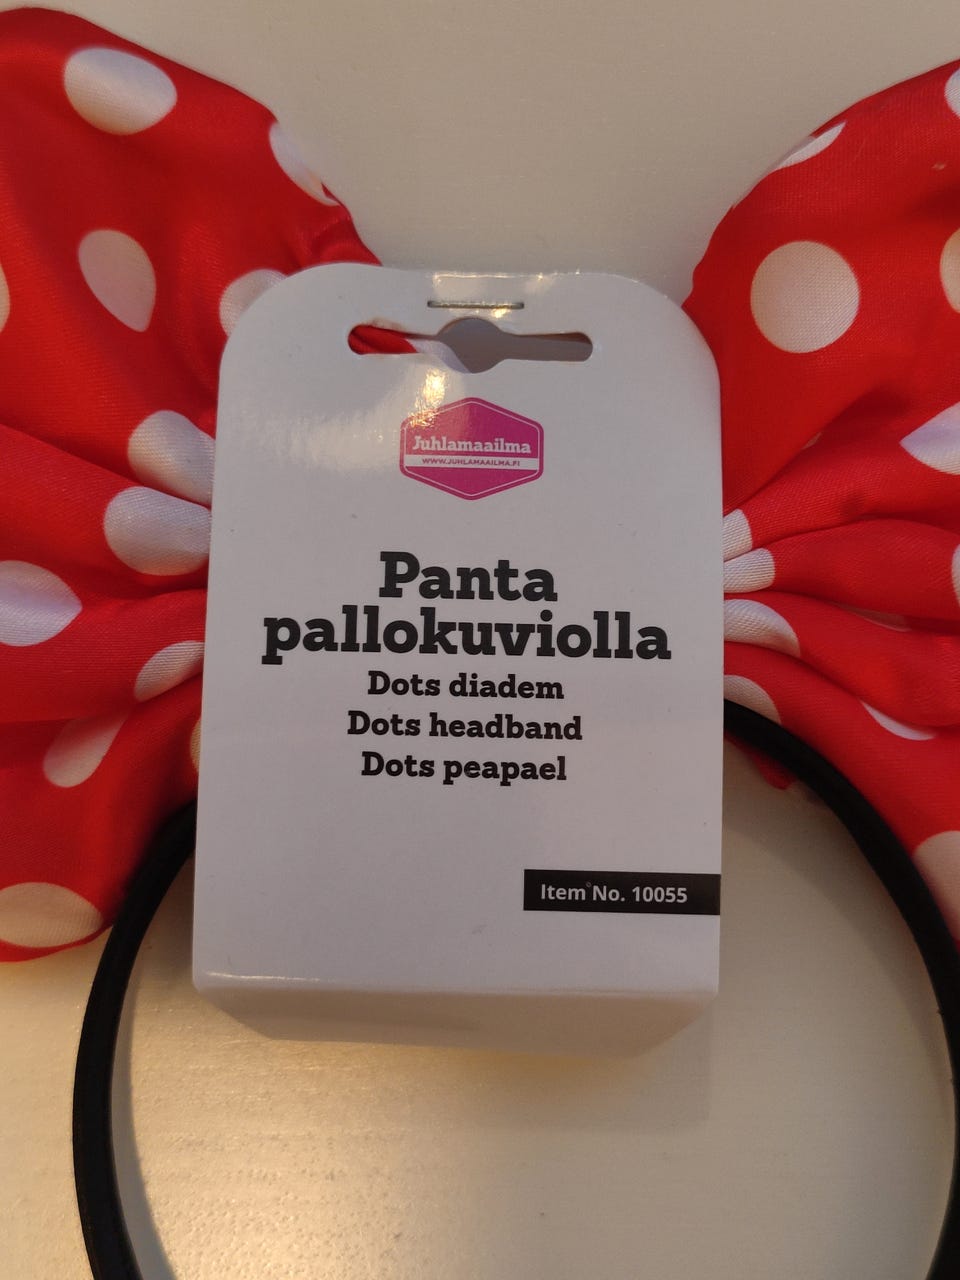 Juhlamaailma
WWW.JUHLAMAAILMA.FI
Panta
pallokuviolla
Dots diadem
Dots headband
Dots peapael
Item No. 10055